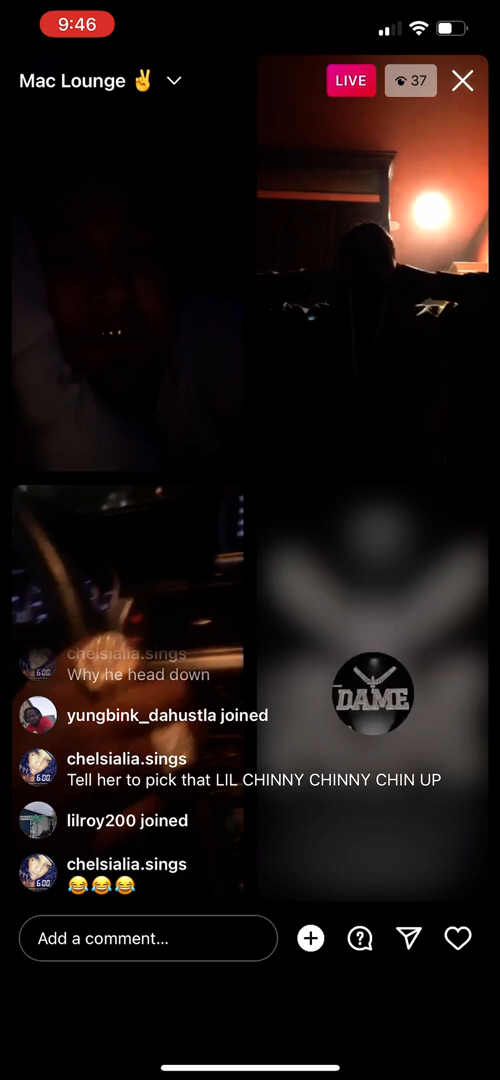 9:46
Mac Lounge ✌️
LIVE
37
chelsialia.sings
Why he head down
DAME
yungbink_dahustla joined
chelsialia.sings
Tell her to pick that LIL CHINNY CHINNY CHIN UP
lilroy200 joined
chelsialia.sings
😂😂😂
Add a comment...